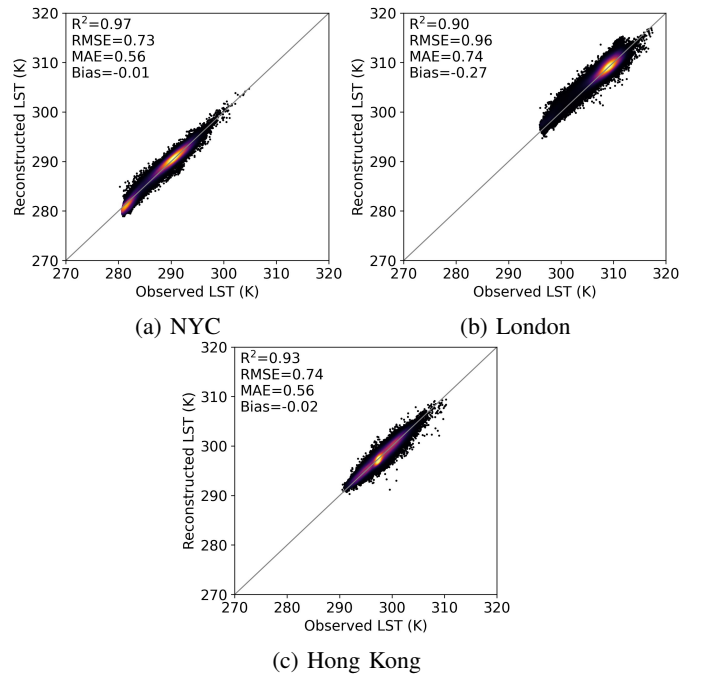 320
310
300
290
280
270
R²=0.97
RMSE=0.73
MAE=0.56
Bias=-0.01
Reconstructed LST (K)
270 280 290 300 310 320
Observed LST (K)
(a) NYC
320
310
300
290
280
270
R²=0.90
RMSE=0.96
MAE=0.74
Bias=-0.27
Reconstructed LST (K)
270 280 290 300 310 320
Observed LST (K)
(b) London
320
310
300
290
280
270
R²=0.93
RMSE=0.74
MAE=0.56
Bias=-0.02
Reconstructed LST (K)
270 280 290 300 310 320
Observed LST (K)
(c) Hong Kong